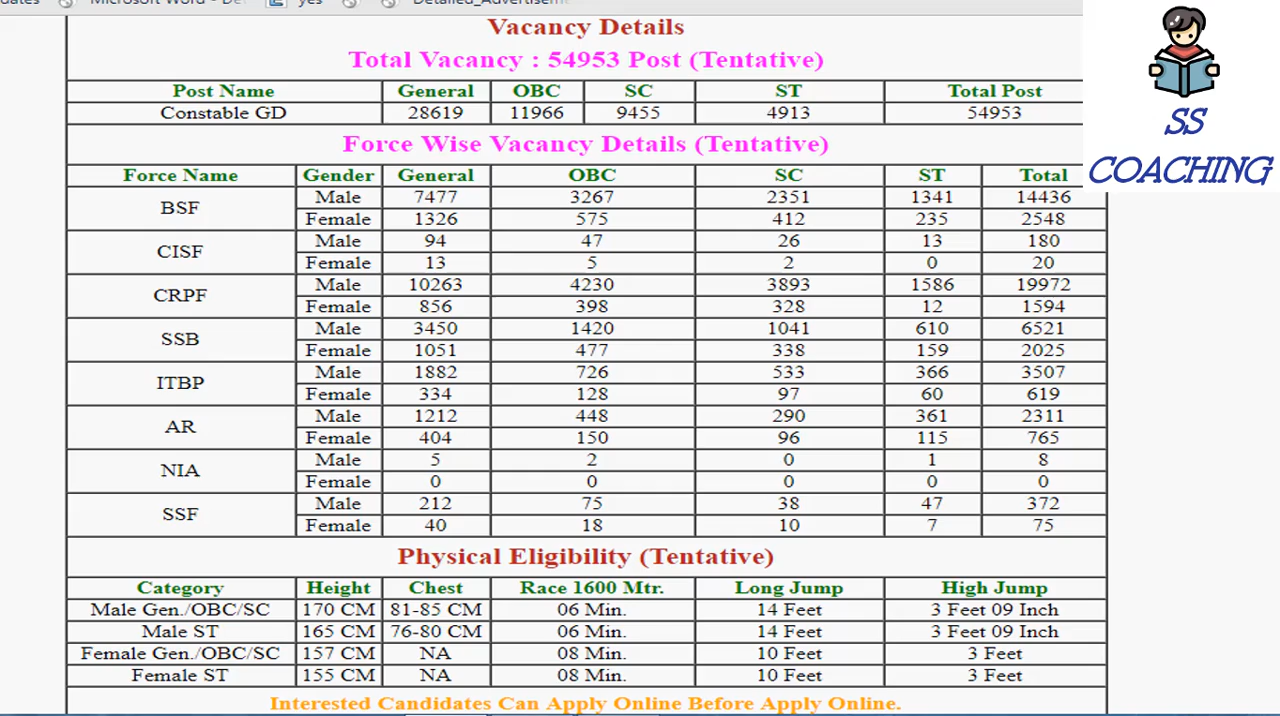 Microsoft Word - De
yes
Detailed_Advertiseme
Vacancy Details
Total Vacancy : 54953 Post (Tentative)
Post Name General OBC SC ST Total Post
Constable GD 28619 11966 9455 4913 54953
Force Wise Vacancy Details (Tentative)
Force Name Gender General OBC SC ST Total
BSF Male 7477 3267 2351 1341 14436
Female 1326 575 412 235 2548
CISF Male 94 47 26 13 180
Female 13 5 2 0 20
CRPF Male 10263 4230 3893 1586 19972
Female 856 398 328 12 1594
SSB Male 3450 1420 1041 610 6521
Female 1051 477 338 159 2025
ITBP Male 1882 726 533 366 3507
Female 334 128 97 60 619
AR Male 1212 448 290 361 2311
Female 404 150 96 115 765
NIA Male 5 2 0 1 8
Female 0 0 0 0 0
SSF Male 212 75 38 47 372
Female 40 18 10 7 75
Physical Eligibility (Tentative)
Category Height Chest Race 1600 Mtr. Long Jump High Jump
Male Gen./OBC/SC 170 CM 81-85 CM 06 Min. 14 Feet 3 Feet 09 Inch
Male ST 165 CM 76-80 CM 06 Min. 14 Feet 3 Feet 09 Inch
Female Gen./OBC/SC 157 CM NA 08 Min. 10 Feet 3 Feet
Female ST 155 CM NA 08 Min. 10 Feet 3 Feet
Interested Candidates Can Apply Online Before Apply Online.
SS
COACHING